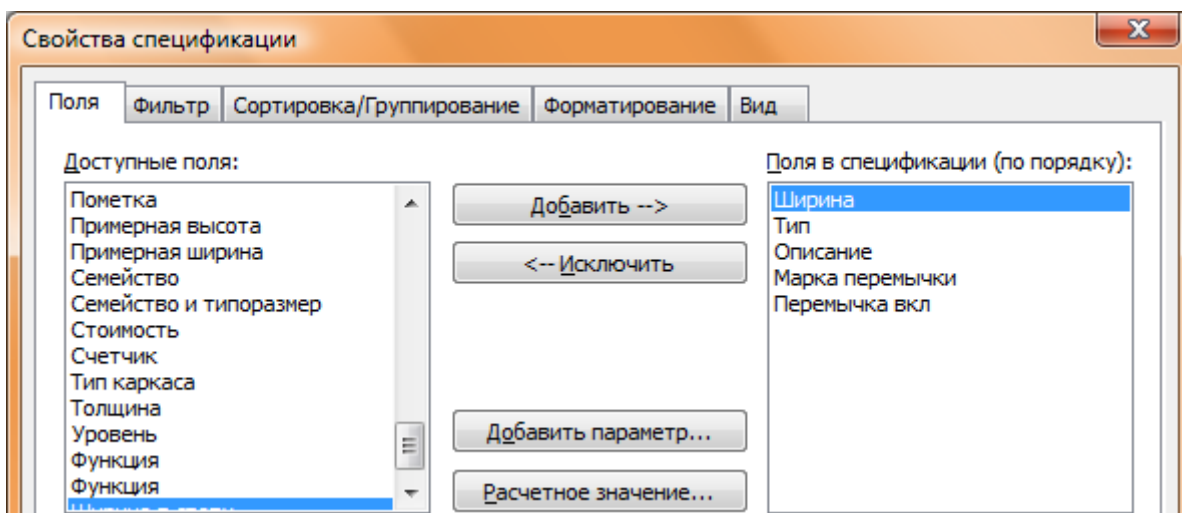 Свойства спецификации
Поля
Фильтр
Сортировка/Группирование
Форматирование
Вид
Доступные поля:
Пометка
Примерная высота
Примерная ширина
Семейство
Семейство и типоразмер
Стоимость
Счетчик
Тип каркаса
Толщина
Уровень
Функция
Функция
Добавить -->
<-- Исключить
Добавить параметр...
Расчетное значение...
Поля в спецификации (по порядку):
Ширина
Тип
Описание
Марка перемычки
Перемычка вкл